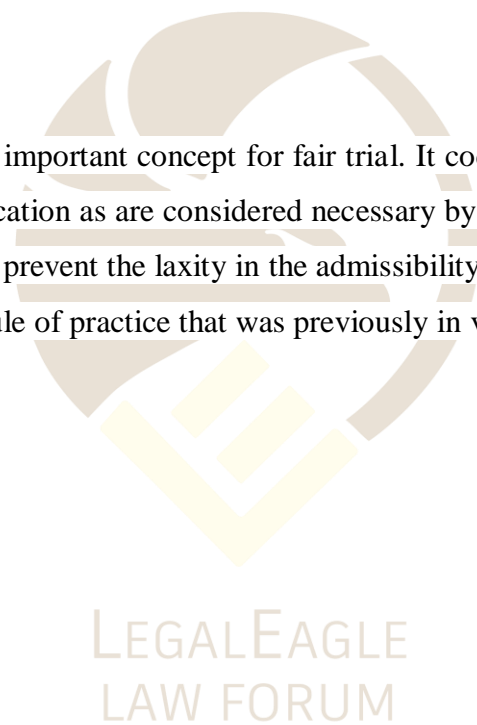 important concept for fair trial. It co
cation as are considered necessary by
prevent the laxity in the admissibility
le of practice that was previously in
LEGALEAGLE
LAW FORUM